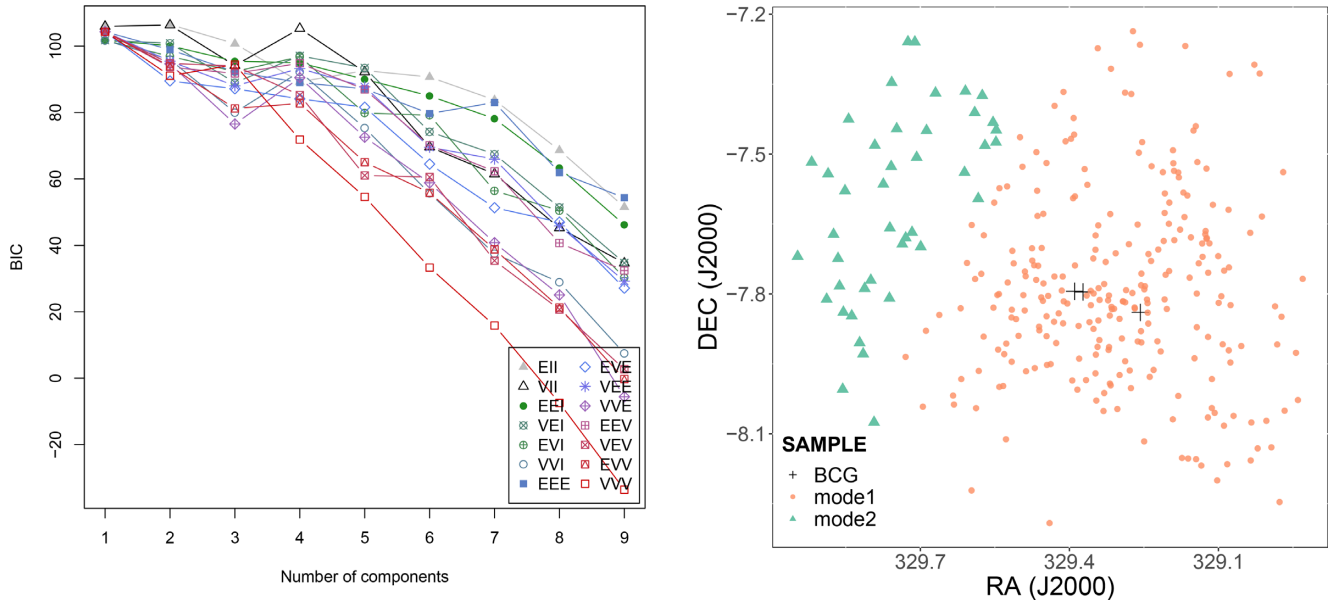 BIC
100
80
60
40
20
0
−20
EII
VII
EEI
VEI
EVI
VVI
EEE
EVE
VEE
VVE
EEV
VEV
EVV
VVV
1 2 3 4 5 6 7 8 9
Number of components
DEC (J2000)
−7.2
−7.5
−7.8
−8.1
SAMPLE
BCG
mode1
mode2
329.7 329.4 329.1
RA (J2000)